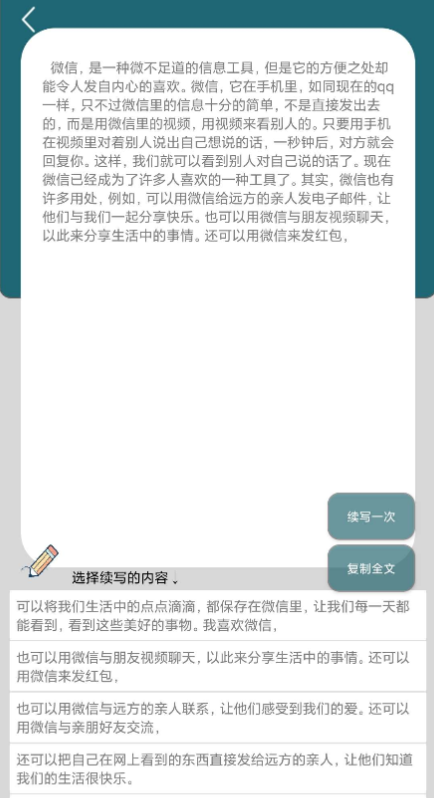 微信，是一种微不足道的信息工具，但是它的方便之处却
能令人发自内心的喜欢。微信，它在手机里，如同现在的qq
一样，只不过微信里的信息十分的简单，不是直接发出去
的，而是用微信里的视频，用视频来看别人的。只要用手机
在视频里对着别人说出自己想说的话，一秒钟后，对方就会
回复你。这样，我们就可以看到别人对自己说的话了。现在
微信已经成为了许多人喜欢的一种工具了。其实，微信也有
许多用处，例如，可以用微信给远方的亲人发电子邮件，让
他们与我们一起分享快乐。也可以用微信与朋友视频聊天，
以此来分享生活中的事情。还可以用微信来发红包，
续写一次
复制全文
选择续写的内容：
可以将我们生活中的点点滴滴，都保存在微信里，让我们每一天都
能看到，看到这些美好的事物。我喜欢微信，
也可以用微信与朋友视频聊天，以此来分享生活中的事情。还可以
用微信来发红包，
也可以用微信与远方的亲人联系，让他们感受到我们的爱。还可以
用微信与亲朋好友交流，
还可以把自己在网上看到的东西直接发给远方的亲人，让他们知道
我们的生活很快乐。